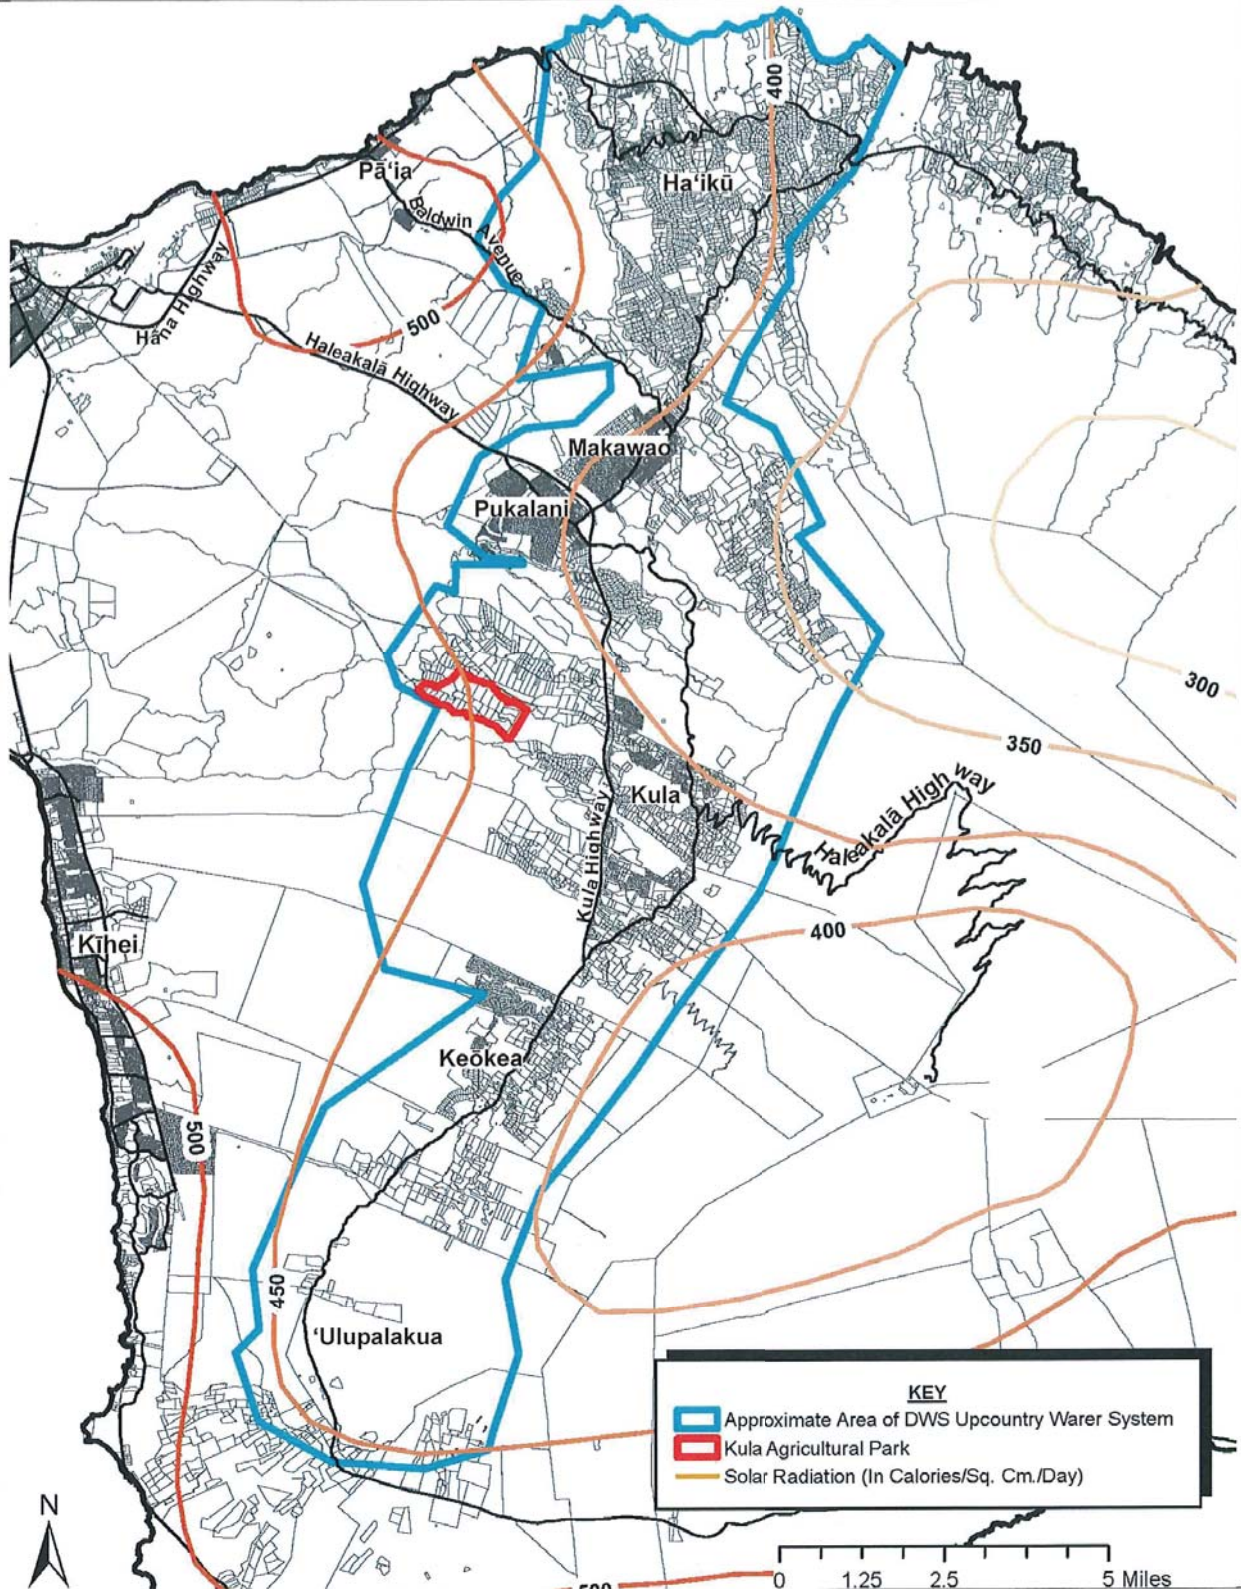 400
Pā‘ia
Ha‘ikū
Baldwin Avenue
Hāna Highway
500
Haleakalā Highway
Makawao
Pukalani
300
350
Kula
Haleakalā High way
Kula Highway
400
Kīhei
Keōkea
500
450
‘Ulupalakua
KEY
Approximate Area of DWS Upcountry Warer System
Kula Agricultural Park
Solar Radiation (In Calories/Sq. Cm./Day)
N
0 1.25 2.5 5 Miles